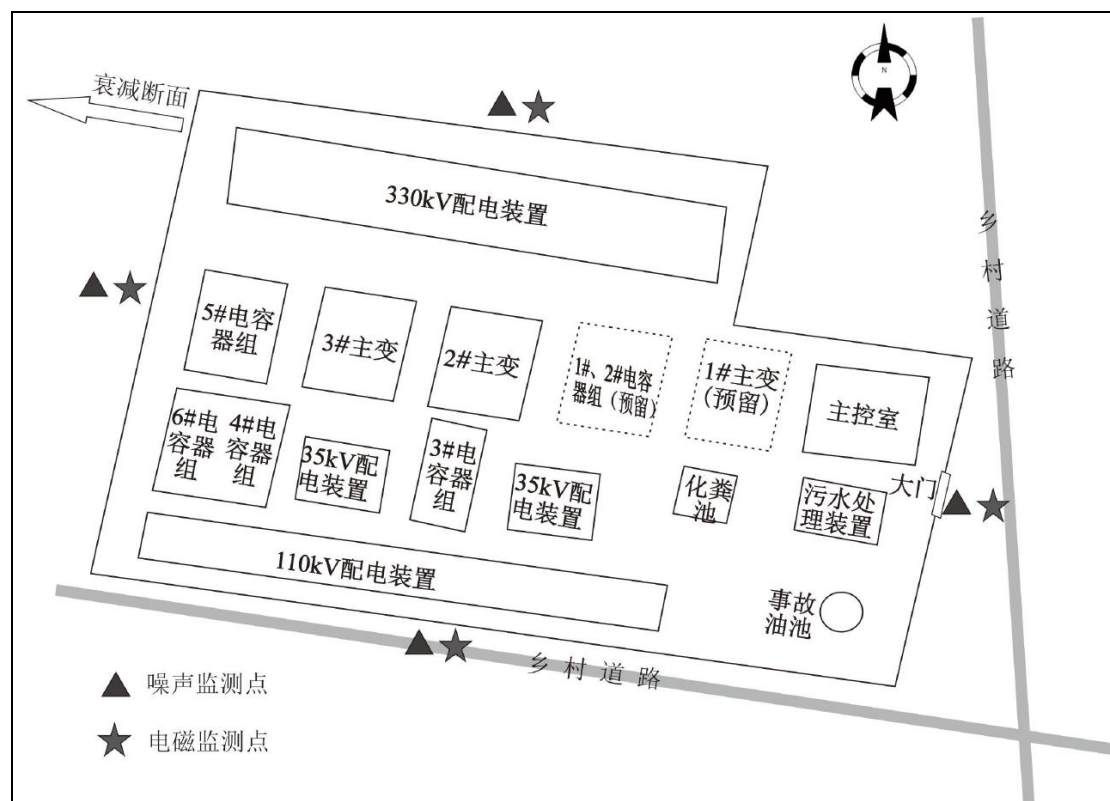 衰减断面
N
330kV配电装置
乡村道路
5#电容
器组
3#主变
2#主变
1#、2#电容
器组（预留）
1#主变
（预留）
主控室
6#电
容器
组
4#电
容器
组
35kV配
电装置
3#电
容器
组
35kV配
电装置
化粪
池
污水处
理装置
大门
110kV配电装置
事故
油池
乡村道路
噪声监测点
电磁监测点